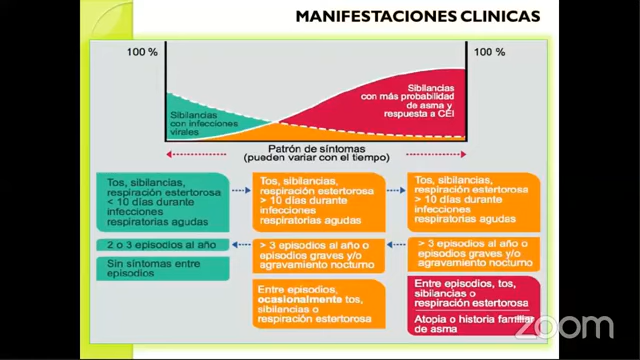 MANIFESTACIONES CLINICAS
100 %
100 %
Sibilancias
con más probabilidad
de asma y
respuesta a CEI
Sibilancias
con infecciones
virales
Patrón de síntomas
(pueden variar con el tiempo)
Tos, sibilancias,
respiración estertorosa
< 10 días durante
infecciones
respiratorias agudas
Tos, sibilancias,
respiración estertorosa
> 10 días durante
infecciones
respiratorias agudas
Tos, sibilancias,
respiración estertorosa
> 10 días durante
infecciones
respiratorias agudas
2 o 3 episodios al año
> 3 episodios al año o
episodios graves y/o
agravamiento nocturno
> 3 episodios al año o
episodios graves y/o
agravamiento nocturno
Sin síntomas entre
episodios
Entre episodios,
ocasionalmente tos,
sibilancias o
respiración estertorosa
Entre episodios, tos,
sibilancias o
respiración estertorosa
Atopia o historia familiar
de asma
zoom